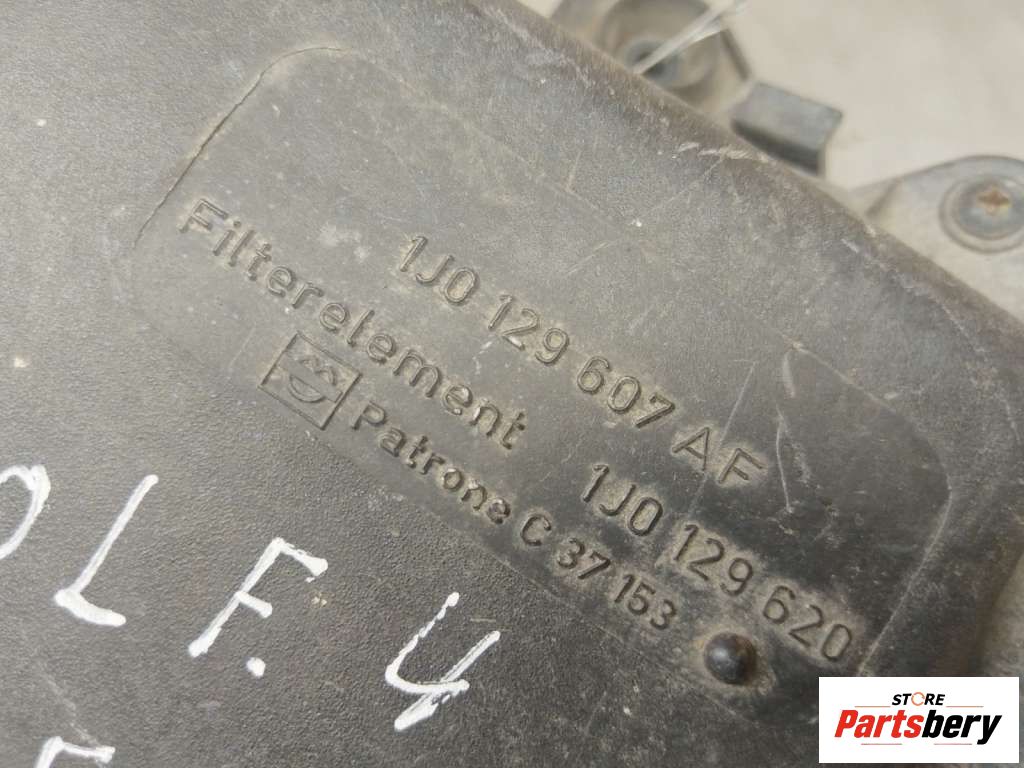 1J0 129 607 AF
Filterelement 1J0 129 620
Patrone C 37 153
OLF. 4
STORE
Partsbery